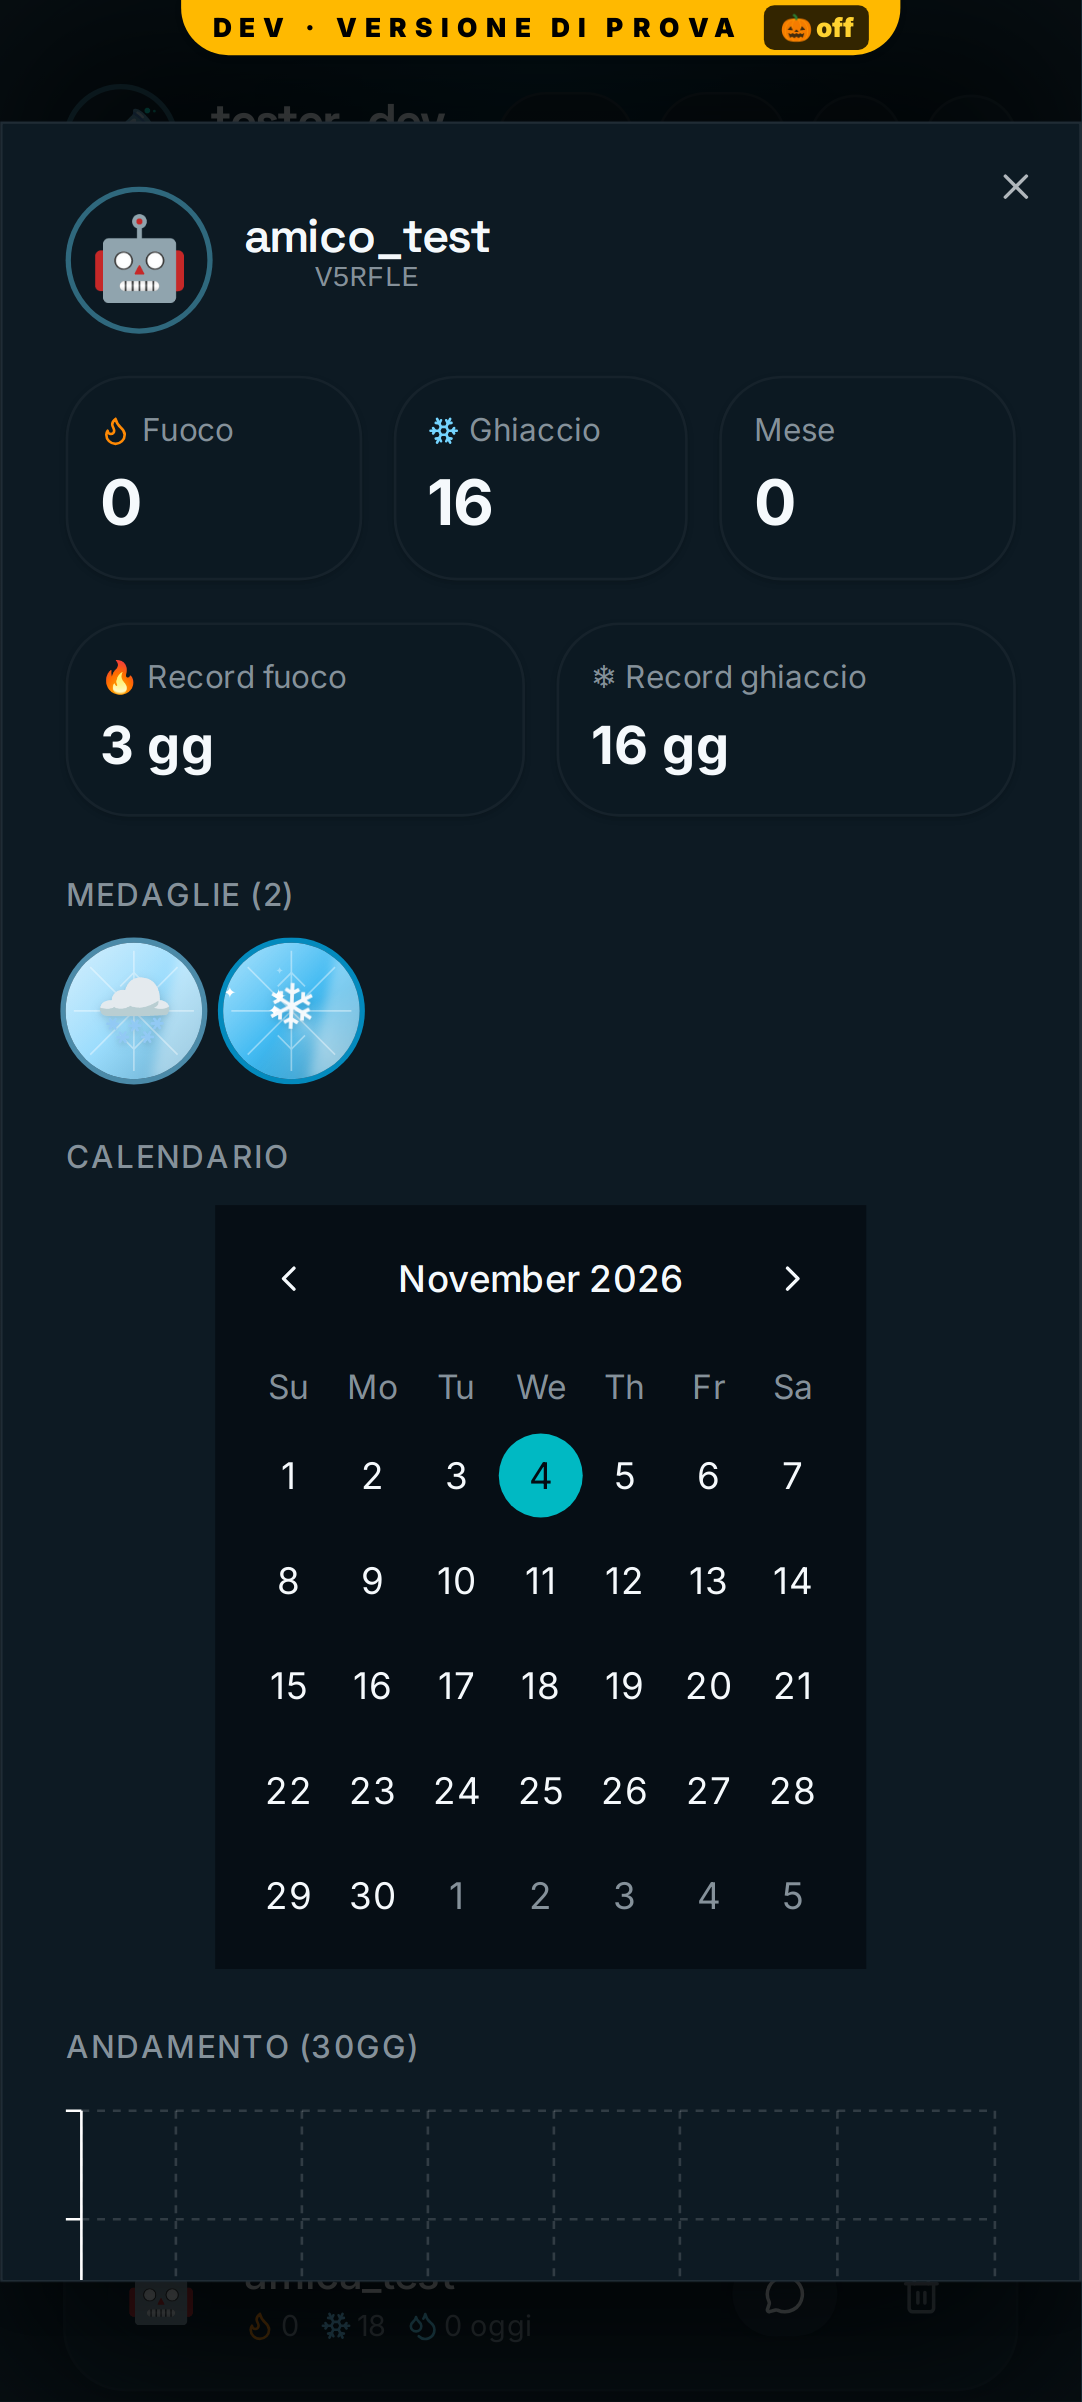 DEV · VERSIONE DI PROVA 🎃 off
tester_dev
amico_test
V5RFLE
Fuoco Ghiaccio Mese
0 16 0
🔥 Record fuoco ❄ Record ghiaccio
3 gg 16 gg
MEDAGLIE (2)
CALENDARIO
November 2026
Su Mo Tu We Th Fr Sa
1 2 3 4 5 6 7
8 9 10 11 12 13 14
15 16 17 18 19 20 21
22 23 24 25 26 27 28
29 30 1 2 3 4 5
ANDAMENTO (30GG)
amica_test
0 18 0 oggi